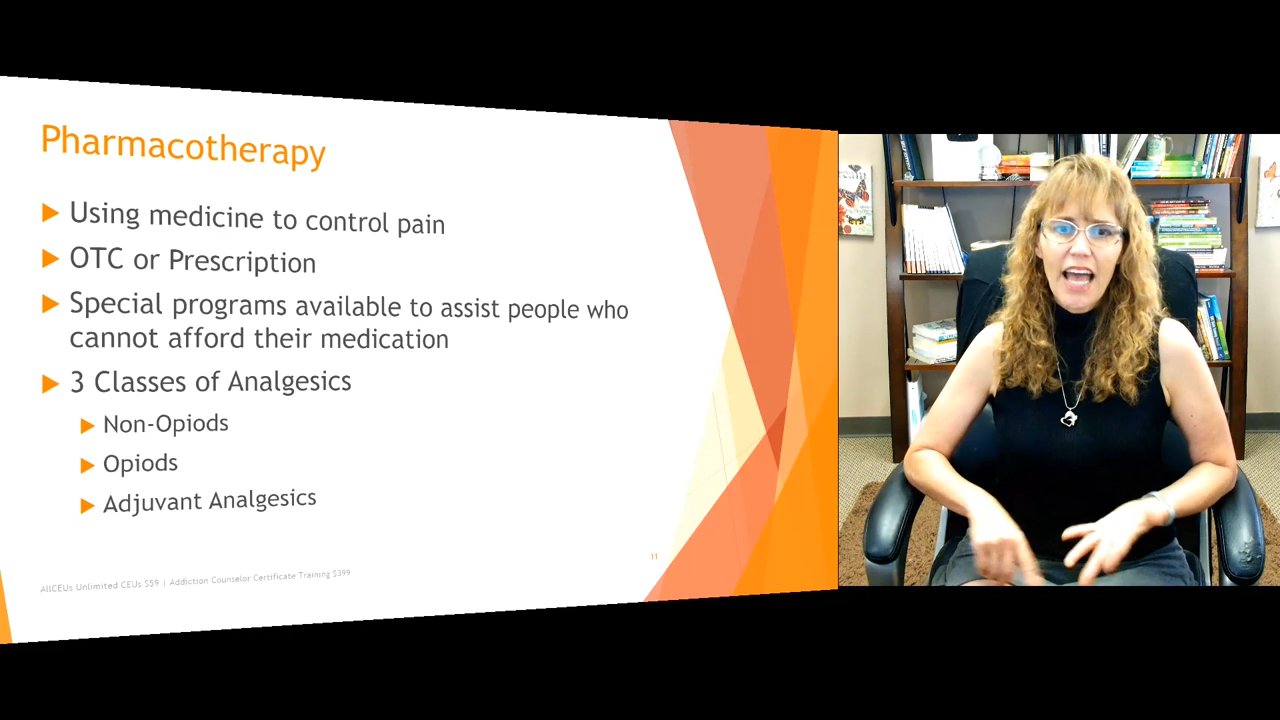 Pharmacotherapy
Using medicine to control pain
OTC or Prescription
Special programs available to assist people who
cannot afford their medication
3 Classes of Analgesics
Non-Opiods
Opiods
Adjuvant Analgesics
11
AllCEUs Unlimited CEUs $59 | Addiction Counselor Certificate Training $399